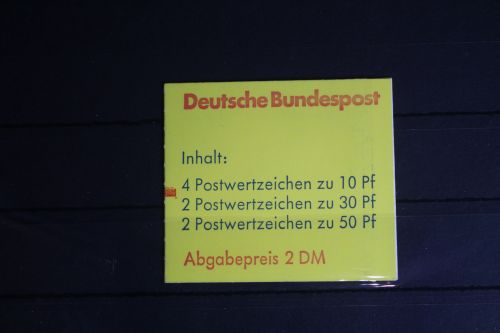 Deutsche Bundespost
Inhalt:
4 Postwertzeichen zu 10 Pf
2 Postwertzeichen zu 30 Pf
2 Postwertzeichen zu 50 Pf
Abgabepreis 2 DM